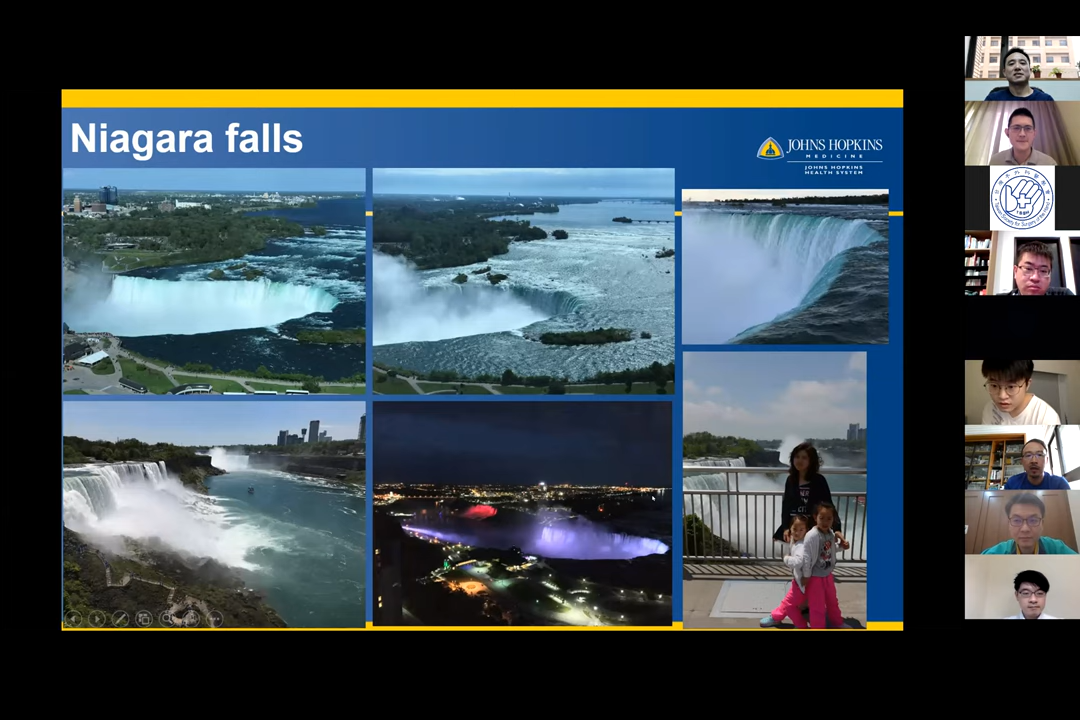 Niagara falls
JOHNS HOPKINS
MEDICINE
JOHNS HOPKINS
HEALTH SYSTEM